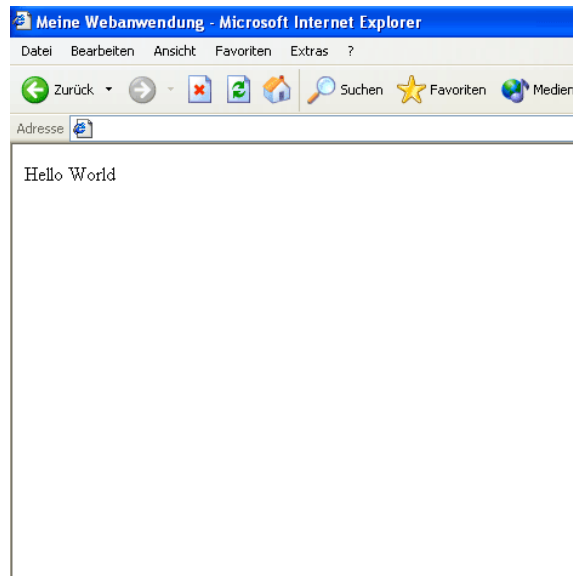 Meine Webanwendung - Microsoft Internet Explorer
Datei Bearbeiten Ansicht Favoriten Extras ?
Zurück Suchen Favoriten Medien
Adresse
Hello World